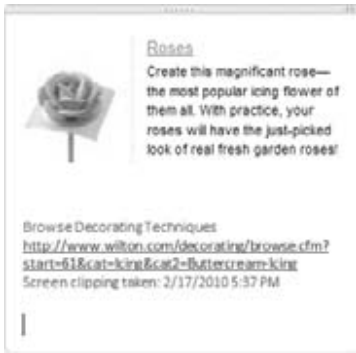 Roses
Create this magnificant rose—
the most popular icing flower of
them all. With practice, your
roses will have the just-picked
look of real fresh garden roses!
Browse Decorating Techniques
http://www.wilton.com/decorating/browse.cfm?
start=61&cat=Icing&cat2=Buttercream-Icing
Screen clipping taken: 2/17/2010 5:37 PM